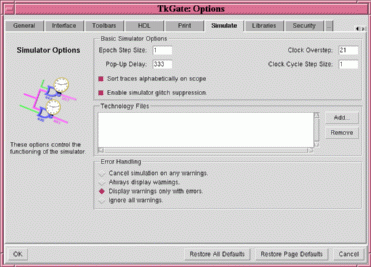 TkGate: Options
General Interface Toolbars HDL Print Simulate Libraries Security
Simulator Options
These options control the
functioning of the simulator.
Basic Simulator Options
Epoch Step Size: 1 Clock Overstep: 21
Pop-Up Delay: 333 Clock Cycle Step Size: 1
Sort traces alphabetically on scope
Enable simulator glitch suppression.
Technology Files
Add...
Remove
Error Handling
Cancel simulation on any warnings.
Always display warnings.
Display warnings only with errors.
Ignore all warnings.
OK Restore All Defaults Restore Page Defaults Cancel